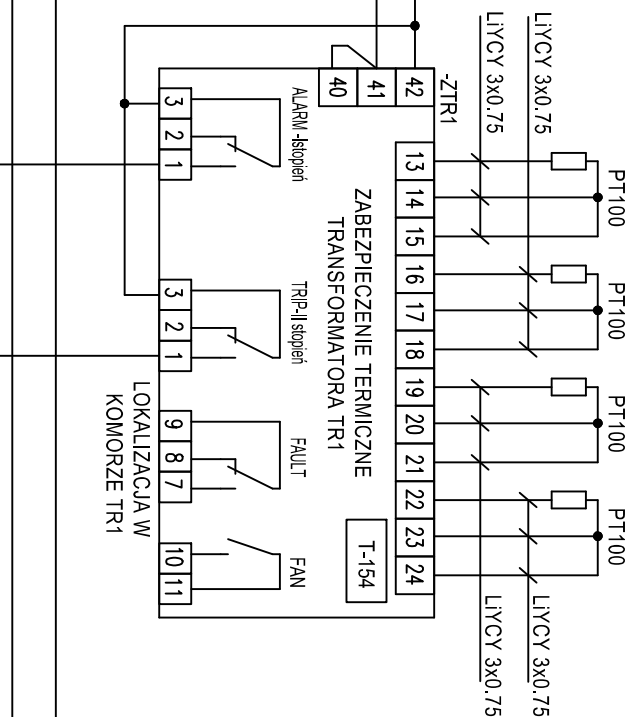 LiYCY 3x0.75
LiYCY 3x0.75
PT100
PT100
PT100
PT100
LiYCY 3x0.75
LiYCY 3x0.75
-ZTR1
40 41 42
13 14 15 16 17 18 19 20 21 22 23 24
ZABEZPIECZENIE TERMICZNE
TRANSFORMATORA TR1
T-154
ALARM -Istopień
TRIP-II stopień
FAULT
FAN
3 2 1
3 2 1
9 8 7
10 11
LOKALIZACJA W
KOMORZE TR1